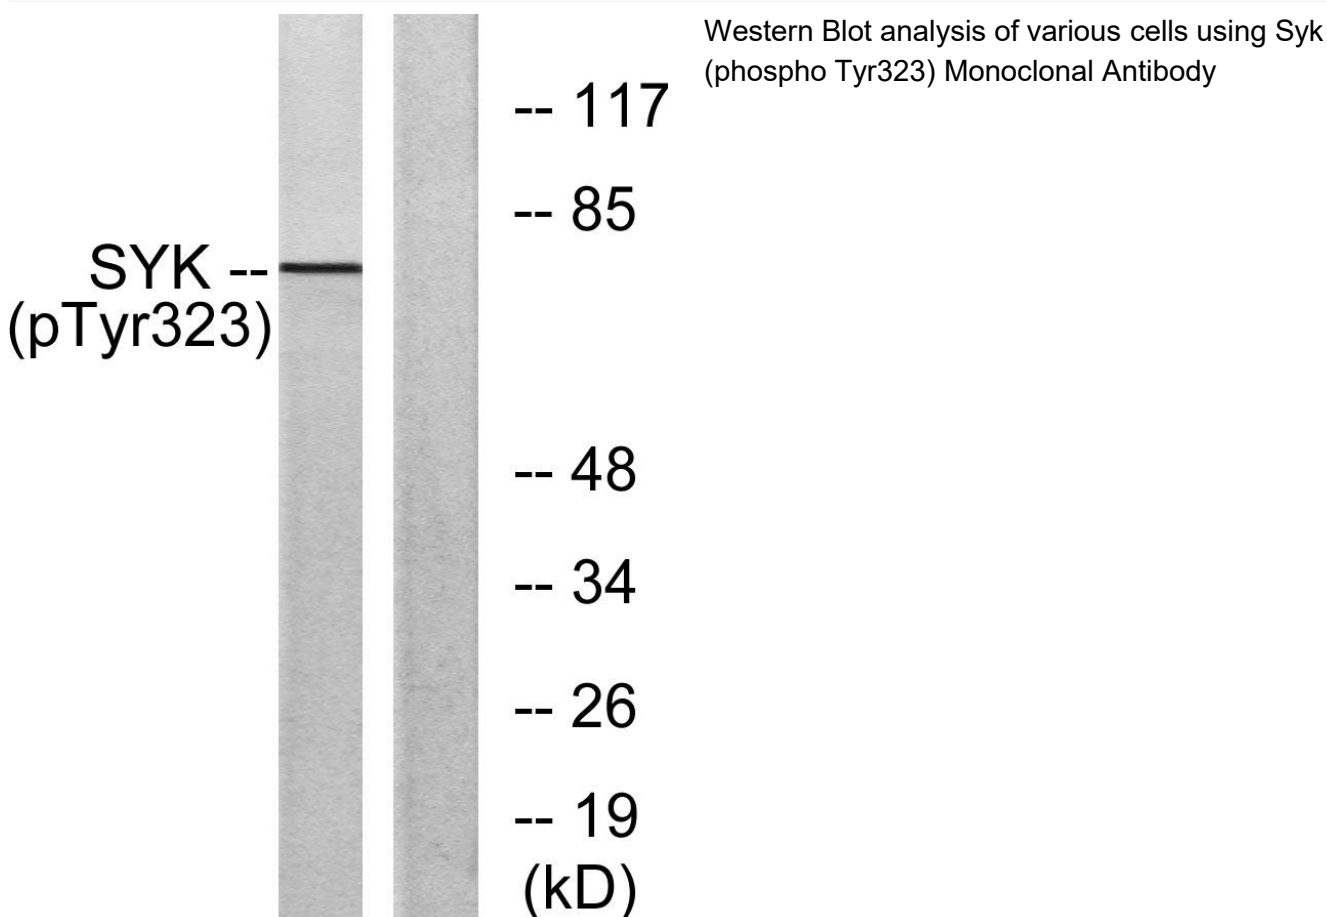 Western Blot analysis of various cells using Syk
(phospho Tyr323) Monoclonal Antibody
-- 117
-- 85
SYK --
(pTyr323)
-- 48
-- 34
-- 26
-- 19
(kD)